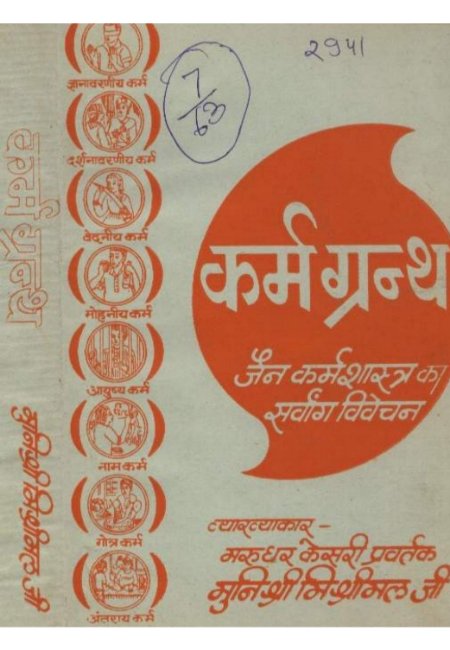 २१५१
7/63
कर्मग्रन्थ
जैन कर्मशास्त्र का
सर्वांग विवेचन
व्याख्याकार-
मरुधर केसरी प्रवर्तक
मुनिश्री मिश्रीमल जी
ज्ञानावरणीय कर्म
दर्शनावरणीय कर्म
वेदनीय कर्म
मोहनीय कर्म
आयुष्य कर्म
नाम कर्म
गोत्र कर्म
अंतराय कर्म
कर्मग्रन्थ
मुनिश्री मिश्रीमल जी